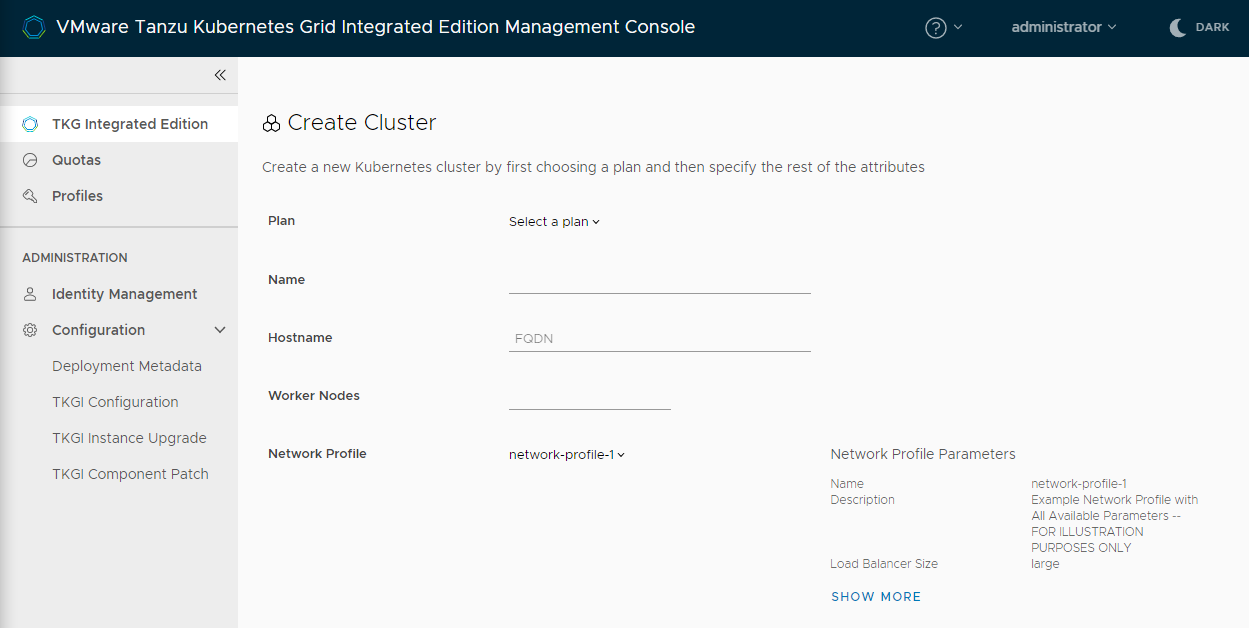 VMware Tanzu Kubernetes Grid Integrated Edition Management Console
?
administrator
DARK
TKG Integrated Edition
Quotas
Profiles
ADMINISTRATION
Identity Management
Configuration
Deployment Metadata
TKGI Configuration
TKGI Instance Upgrade
TKGI Component Patch
Create Cluster
Create a new Kubernetes cluster by first choosing a plan and then specify the rest of the attributes
Plan
Select a plan
Name
Hostname
FQDN
Worker Nodes
Network Profile
network-profile-1
Network Profile Parameters
Name
network-profile-1
Description
Example Network Profile with
All Available Parameters --
FOR ILLUSTRATION
PURPOSES ONLY
Load Balancer Size
large
SHOW MORE